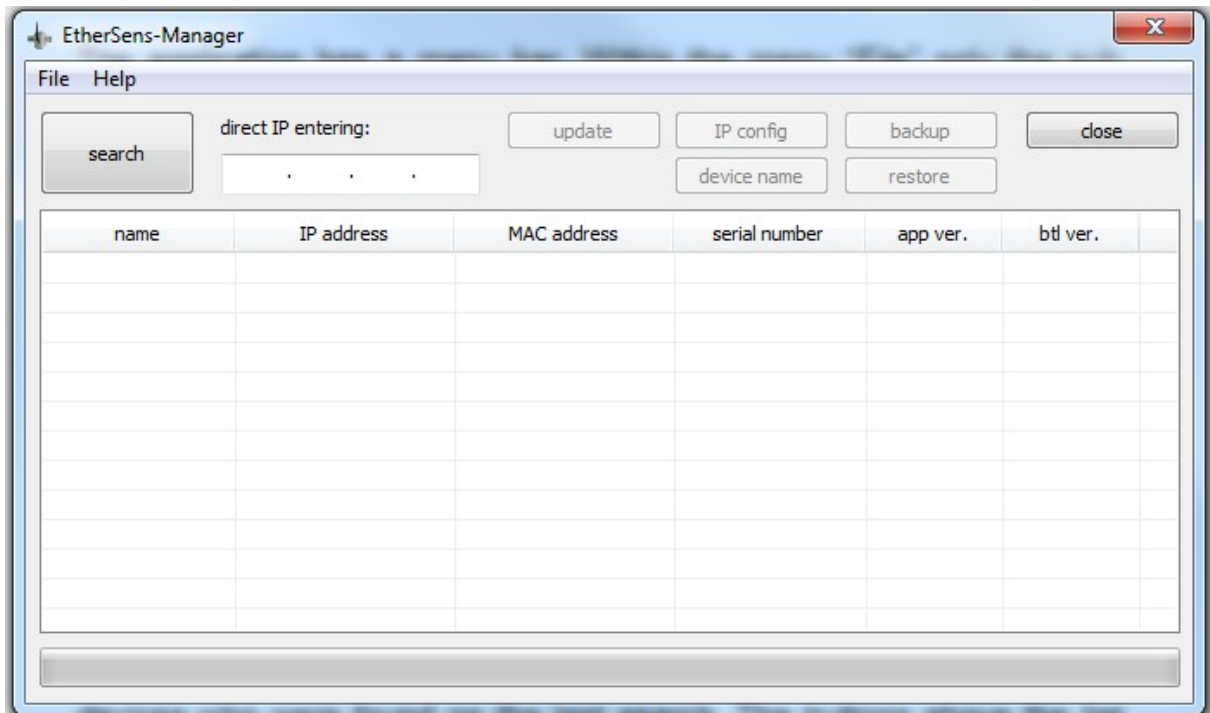 EtherSens-Manager
File Help
search
direct IP entering:
. . .
update IP config backup close
device name restore
name IP address MAC address serial number app ver. btl ver.